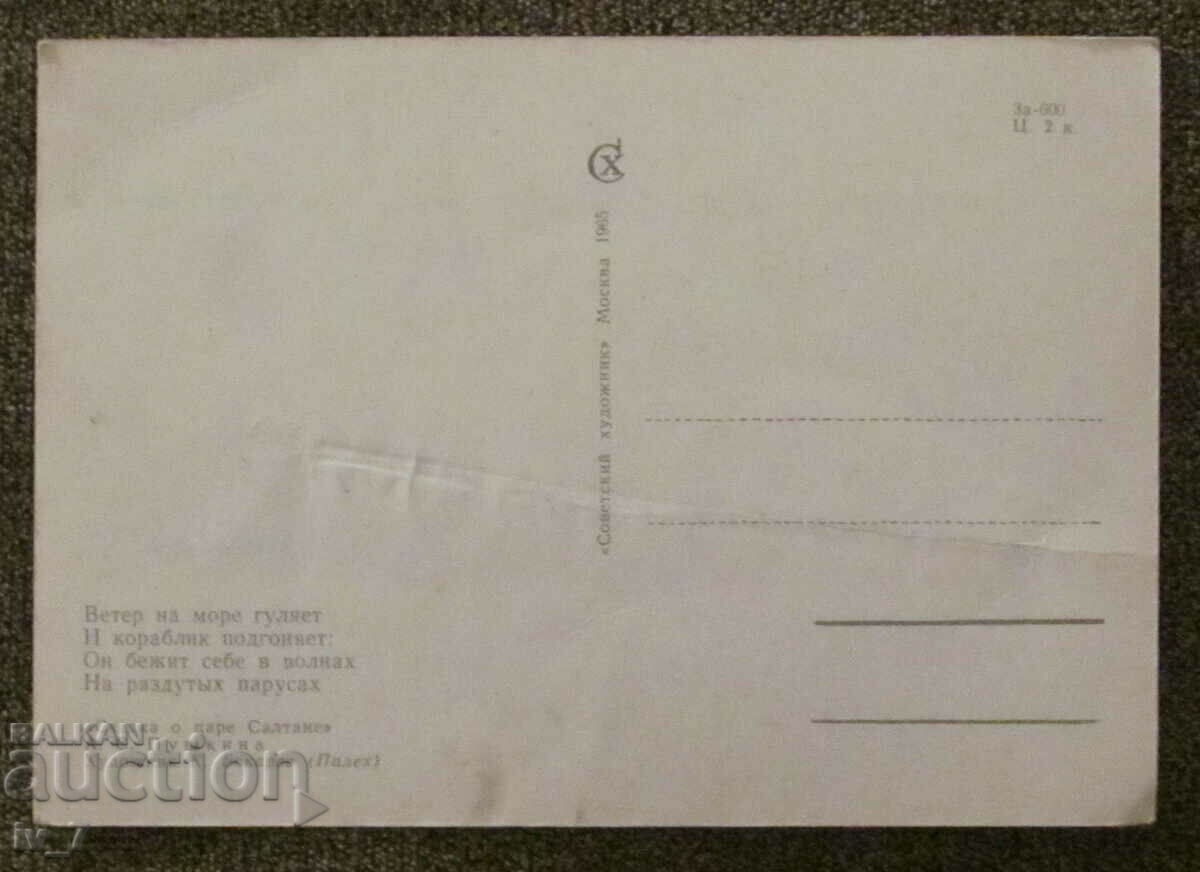 За-600
Ц. 2 к.
СХ
«Советский художник» Москва 1965
Ветер на море гуляет
И кораблик подгоняет:
Он бежит себе в волнах
На раздутых парусах
о царе Салтане»
(Палех)
BALKAN
auction
iv_7